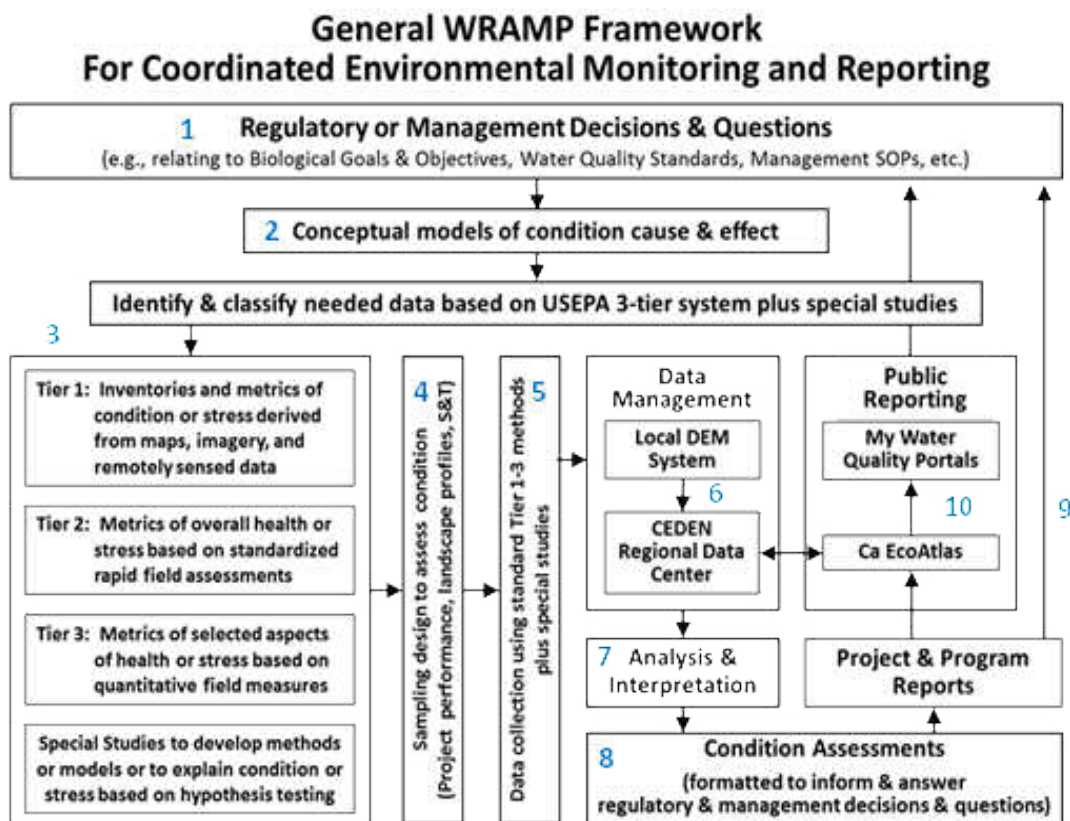 General WRAMP Framework
For Coordinated Environmental Monitoring and Reporting
1 Regulatory or Management Decisions & Questions
(e.g., relating to Biological Goals & Objectives, Water Quality Standards, Management SOPs, etc.)
2 Conceptual models of condition cause & effect
Identify & classify needed data based on USEPA 3-tier system plus special studies
3
Tier 1: Inventories and metrics of
condition or stress derived
from maps, imagery, and
remotely sensed data
Tier 2: Metrics of overall health or
stress based on standardized
rapid field assessments
Tier 3: Metrics of selected aspects
of health or stress based on
quantitative field measures
Special Studies to develop methods
or models or to explain condition or
stress based on hypothesis testing
4
Sampling design to assess condition
(Project performance, landscape profiles, S&T)
5
Data collection using standard Tier 1-3 methods
plus special studies
Data
Management
Local DEM
System
6
CEDEN
Regional Data
Center
Public
Reporting
My Water
Quality Portals
10
Ca EcoAtlas
9
7 Analysis &
Interpretation
Project & Program
Reports
8 Condition Assessments
(formatted to inform & answer
regulatory & management decisions & questions)